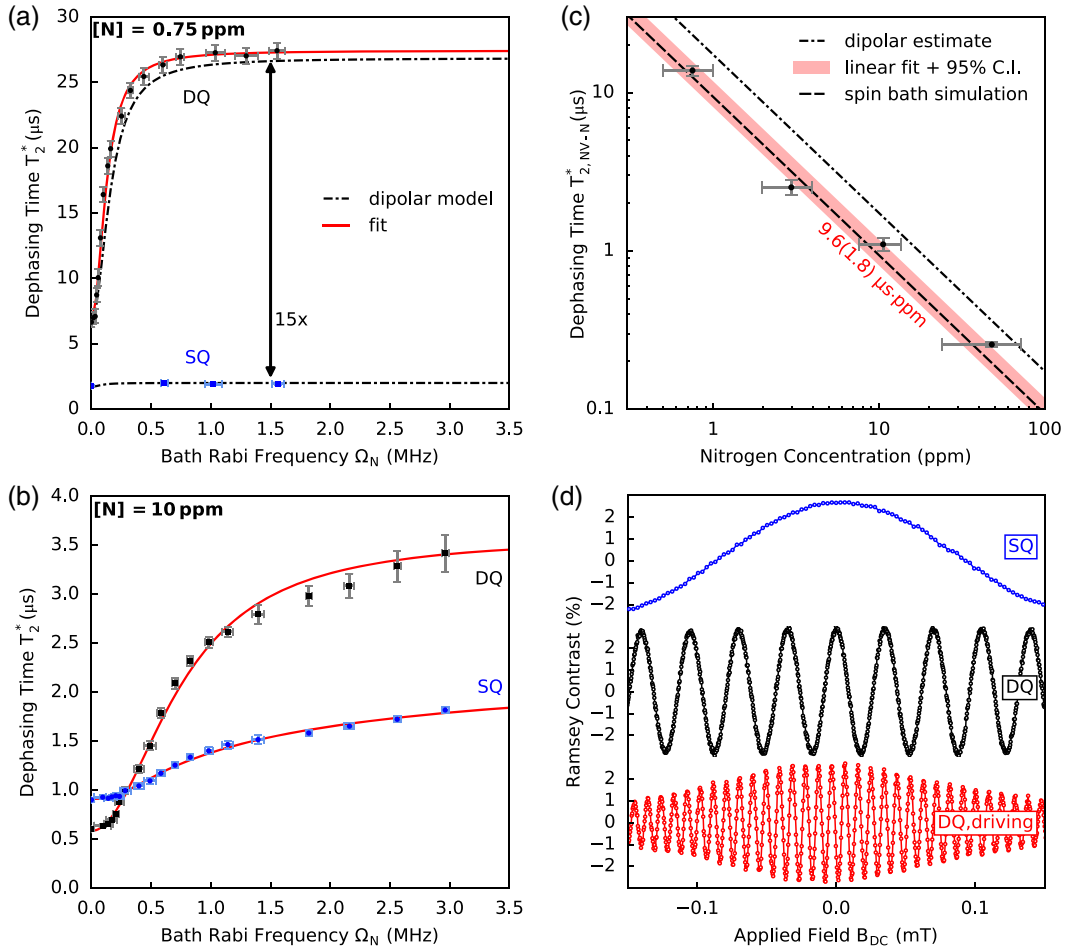 (a)
[N] = 0.75 ppm
30
25
20
15
10
5
0
Dephasing Time T₂* (μs)
DQ
dipolar model
fit
15x
SQ
0.0 0.5 1.0 1.5 2.0 2.5 3.0 3.5
Bath Rabi Frequency Ω_N (MHz)
(c)
dipolar estimate
linear fit + 95% C.I.
spin bath simulation
10
1
0.1
Dephasing Time T*₂,NV-N (μs)
9.6(1.8) μs·ppm
1 10 100
Nitrogen Concentration (ppm)
(b)
[N] = 10 ppm
4.0
3.5
3.0
2.5
2.0
1.5
1.0
0.5
0.0
Dephasing Time T₂* (μs)
DQ
SQ
0.0 0.5 1.0 1.5 2.0 2.5 3.0 3.5
Bath Rabi Frequency Ω_N (MHz)
(d)
Ramsey Contrast (%)
2
1
0
−1
−2
SQ
2
1
0
−1
−2
DQ
2
1
0
−1
−2
DQ,driving
−0.1 0.0 0.1
Applied Field B_DC (mT)